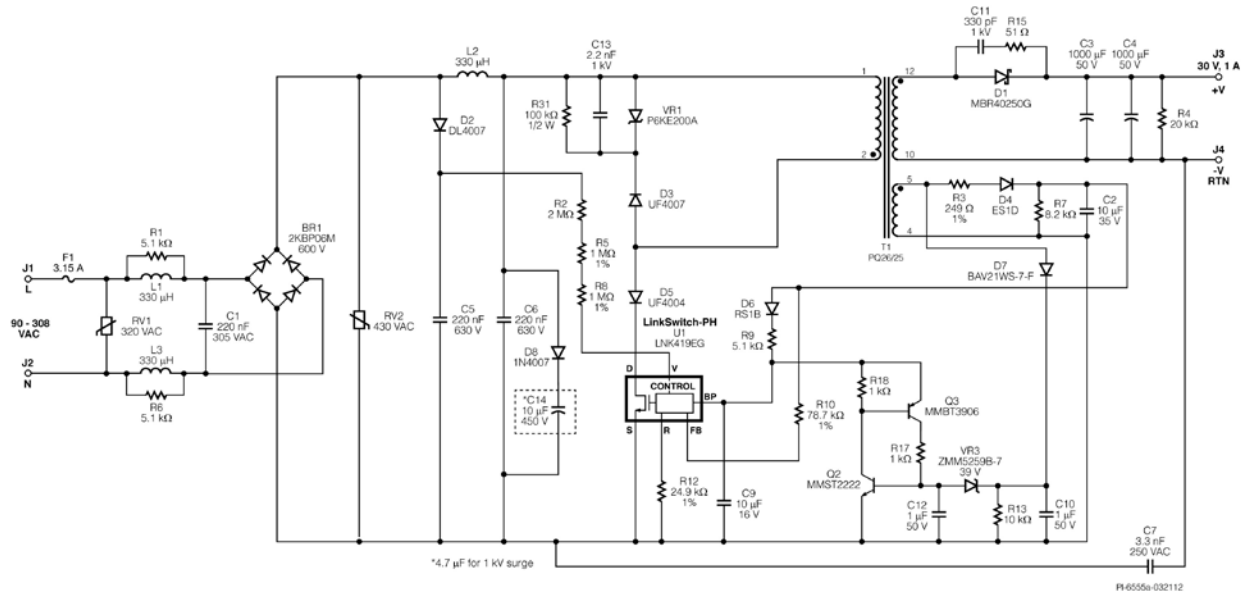 C11
330 pF
1 kV
R15
51 Ω
L2
330 µH
C13
2.2 nF
1 kV
C3
1000 µF
50 V
C4
1000 µF
50 V
J3
30 V, 1 A
+V
1
12
D1
MBR40250G
R31
100 kΩ
1/2 W
VR1
P6KE200A
D2
DL4007
R4
20 kΩ
2
10
J4
-V
RTN
5
R3
249 Ω
1%
D4
ES1D
R7
8.2 kΩ
C2
10 µF
35 V
D3
UF4007
R2
2 MΩ
4
T1
PQ26/25
BR1
2KBP06M
600 V
R1
5.1 kΩ
F1
3.15 A
R5
1 MΩ
1%
D7
BAV21WS-7-F
J1
L
L1
330 µH
R8
1 MΩ
1%
D5
UF4004
D6
RS1B
LinkSwitch-PH
U1
LNK419EG
R9
5.1 kΩ
90 - 308
VAC
RV1
320 VAC
C1
220 nF
305 VAC
RV2
430 VAC
C5
220 nF
630 V
C6
220 nF
630 V
D8
1N4007
L3
330 µH
J2
N
R6
5.1 kΩ
D
V
CONTROL
BP
S
R
FB
*C14
10 µF
450 V
R18
1 kΩ
Q3
MMBT3906
R10
78.7 kΩ
1%
R17
1 kΩ
VR3
ZMM5259B-7
39 V
Q2
MMST2222
R12
24.9 kΩ
1%
C9
10 µF
16 V
C12
1 µF
50 V
R13
10 kΩ
C10
1 µF
50 V
C7
3.3 nF
250 VAC
*4.7 µF for 1 kV surge
PI-6555a-032112